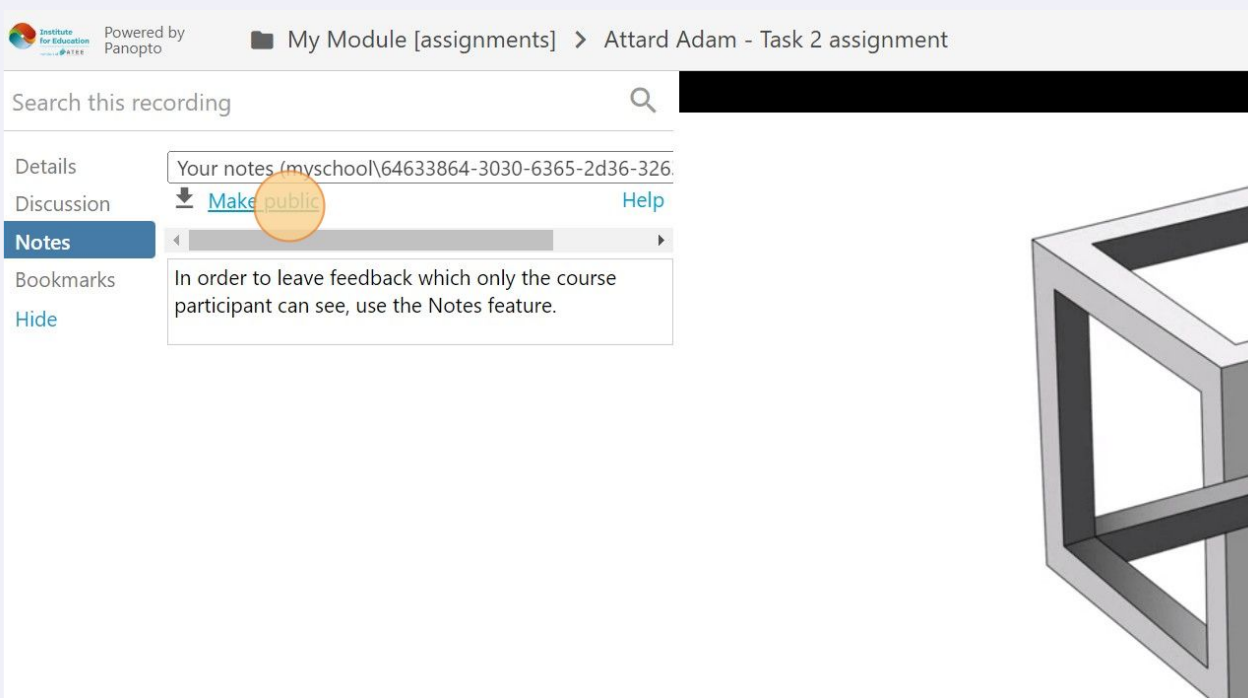 Institute
for Education
Powered by
Panopto
My Module [assignments] > Attard Adam - Task 2 assignment
Search this recording
Details
Your notes (myschool\64633864-3030-6365-2d36-326
Discussion
Make public
Help
Notes
Bookmarks
Hide
In order to leave feedback which only the course
participant can see, use the Notes feature.